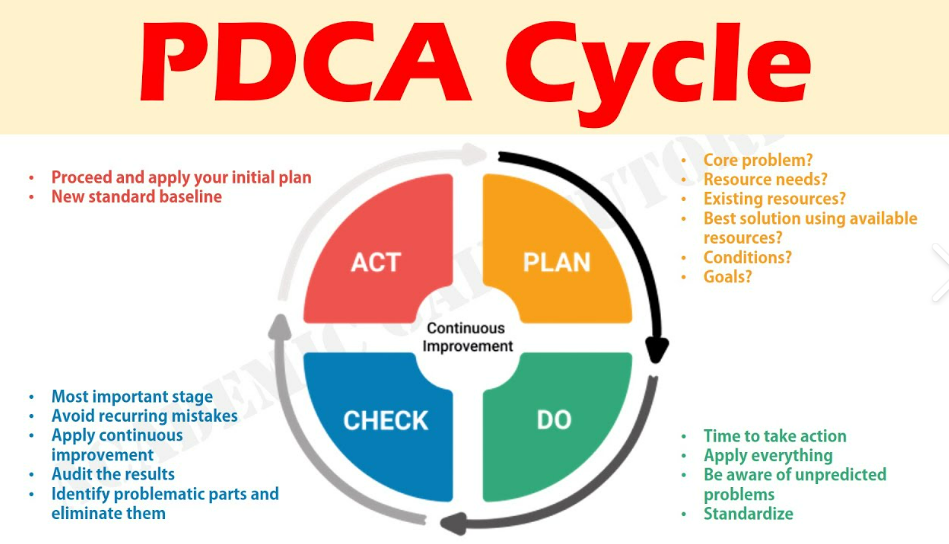 PDCA Cycle
• Proceed and apply your initial plan
• New standard baseline
• Core problem?
• Resource needs?
• Existing resources?
• Best solution using available
resources?
• Conditions?
• Goals?
ACT
PLAN
Continuous
Improvement
CHECK
DO
• Most important stage
• Avoid recurring mistakes
• Apply continuous
improvement
• Audit the results
• Identify problematic parts and
eliminate them
• Time to take action
• Apply everything
• Be aware of unpredicted
problems
• Standardize